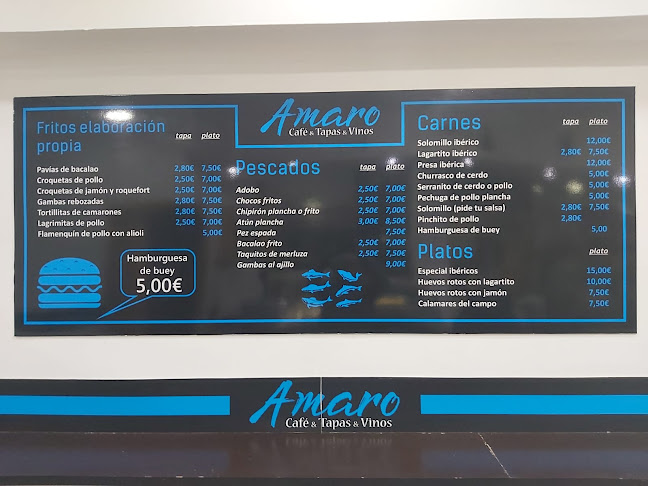 Amaro
Café & Tapas & Vinos
Fritos elaboración propia tapa plato
Pavías de bacalao 2,80€ 7,50€
Croquetas de pollo 2,50€ 7,00€
Croquetas de jamón y roquefort 2,50€ 7,00€
Gambas rebozadas 2,80€ 7,50€
Tortillitas de camarones 2,80€ 7,50€
Lagrimitas de pollo 2,50€ 7,00€
Flamenquín de pollo con alioli 5,00€
Hamburguesa
de buey
5,00€
Pescados tapa plato
Adobo 2,50€ 7,00€
Chocos fritos 2,50€ 7,00€
Chipirón plancha o frito 2,50€ 7,00€
Atún plancha 3,00€ 8,50€
Pez espada 7,50€
Bacalao frito 2,50€ 7,00€
Taquitos de merluza 2,50€ 7,50€
Gambas al ajillo 9,00€
Carnes tapa plato
Solomillo ibérico 12,00€
Lagartito ibérico 2,80€ 7,50€
Presa ibérica 12,00€
Churrasco de cerdo 5,00€
Serranito de cerdo o pollo 5,00€
Pechuga de pollo plancha 5,00€
Solomillo (pide tu salsa) 2,80€ 7,50€
Pinchito de pollo 2,80€
Hamburguesa de buey 5,00
Platos plato
Especial ibéricos 15,00€
Huevos rotos con lagartito 10,00€
Huevos rotos con jamón 7,50€
Calamares del campo 7,50€
Amaro
Café & Tapas & Vinos